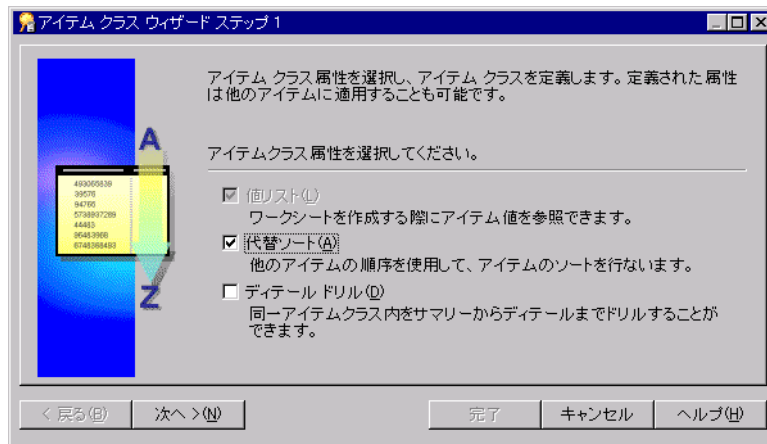 アイテム クラス ウィザード ステップ 1
アイテム クラス属性を選択し、アイテム クラスを定義します。定義された属性
は他のアイテムに適用することも可能です。
アイテムクラス属性を選択してください。
A
493066839
39576
94766
5738937289
44483
96483966
6748368493
Z
値リスト(L)
ワークシートを作成する際にアイテム値を参照できます。
代替ソート(A)
他のアイテムの順序を使用して、アイテムのソートを行ないます。
ディテール ドリル(D)
同一アイテムクラス内をサマリーからディテールまでドリルすることが
できます。
< 戻る(B)
次へ >(N)
完了
キャンセル
ヘルプ(H)